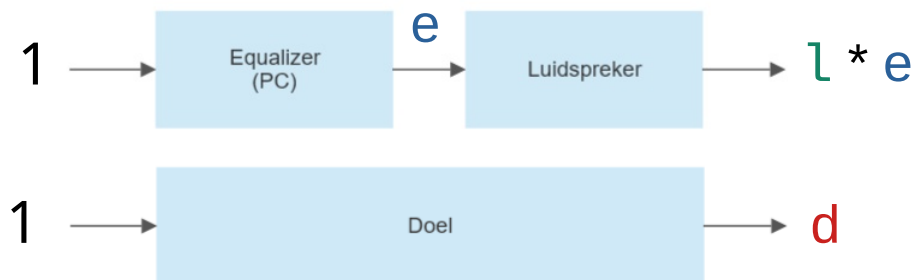 1
Equalizer
(PC)
e
Luidspreker
l * e
1
Doel
d